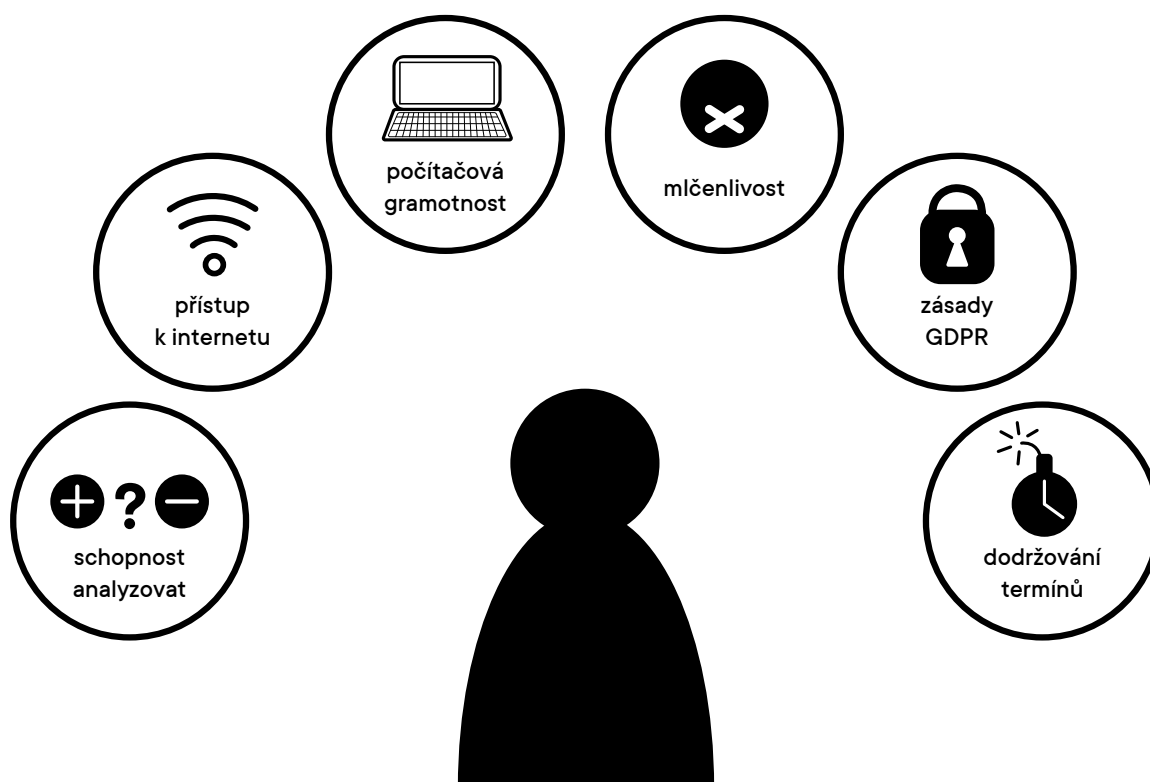 počítačová
gramotnost
mlčenlivost
přístup
k internetu
zásady
GDPR
schopnost
analyzovat
dodržování
termínů